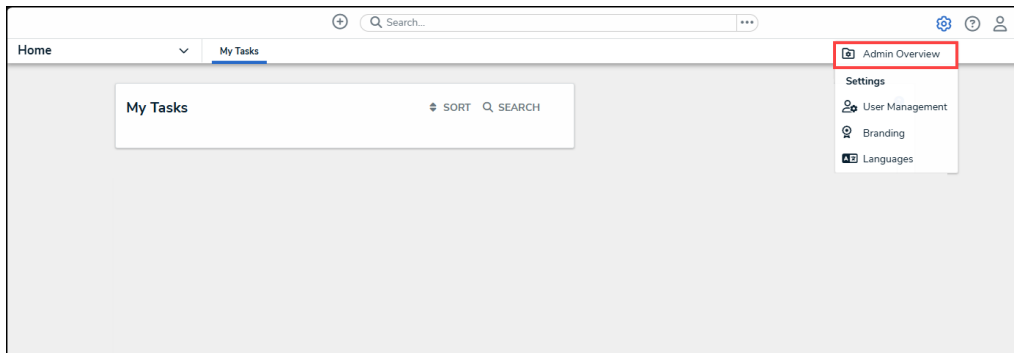 Search...
Home
My Tasks
Admin Overview
Settings
User Management
Branding
Languages
My Tasks
SORT
SEARCH